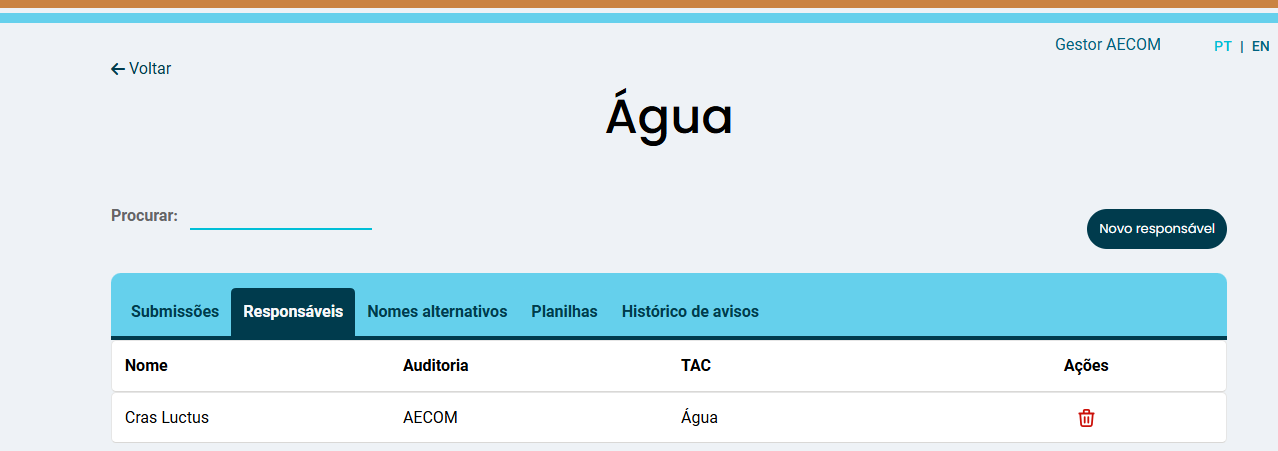 Gestor AECOM PT | EN
Voltar
Água
Procurar:
Novo responsável
Submissões Responsáveis Nomes alternativos Planilhas Histórico de avisos
Nome Auditoria TAC Ações
Cras Luctus AECOM Água